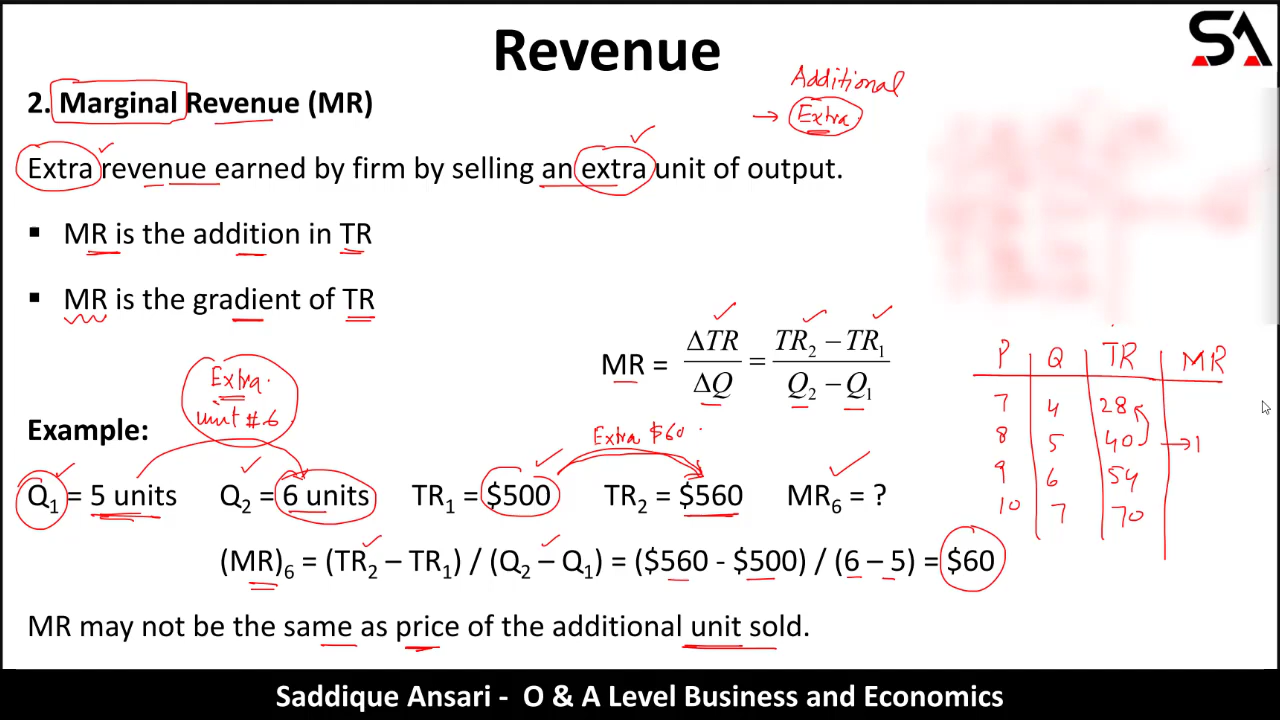 Revenue
SA
2. Marginal Revenue (MR)
Additional
→ Extra
Extra revenue earned by firm by selling an extra unit of output.
▪ MR is the addition in TR
▪ MR is the gradient of TR
MR = ΔTR / ΔQ = TR₂ − TR₁ / Q₂ − Q₁
P Q TR MR
7 4 28
8 5 40 → 1
9 6 54
10 7 70
Extra
unit #6
Example:
Extra $60
Q₁ = 5 units Q₂ = 6 units TR₁ = $500 TR₂ = $560 MR₆ = ?
(MR)₆ = (TR₂ – TR₁) / (Q₂ – Q₁) = ($560 - $500) / (6 – 5) = $60
MR may not be the same as price of the additional unit sold.
Saddique Ansari - O & A Level Business and Economics